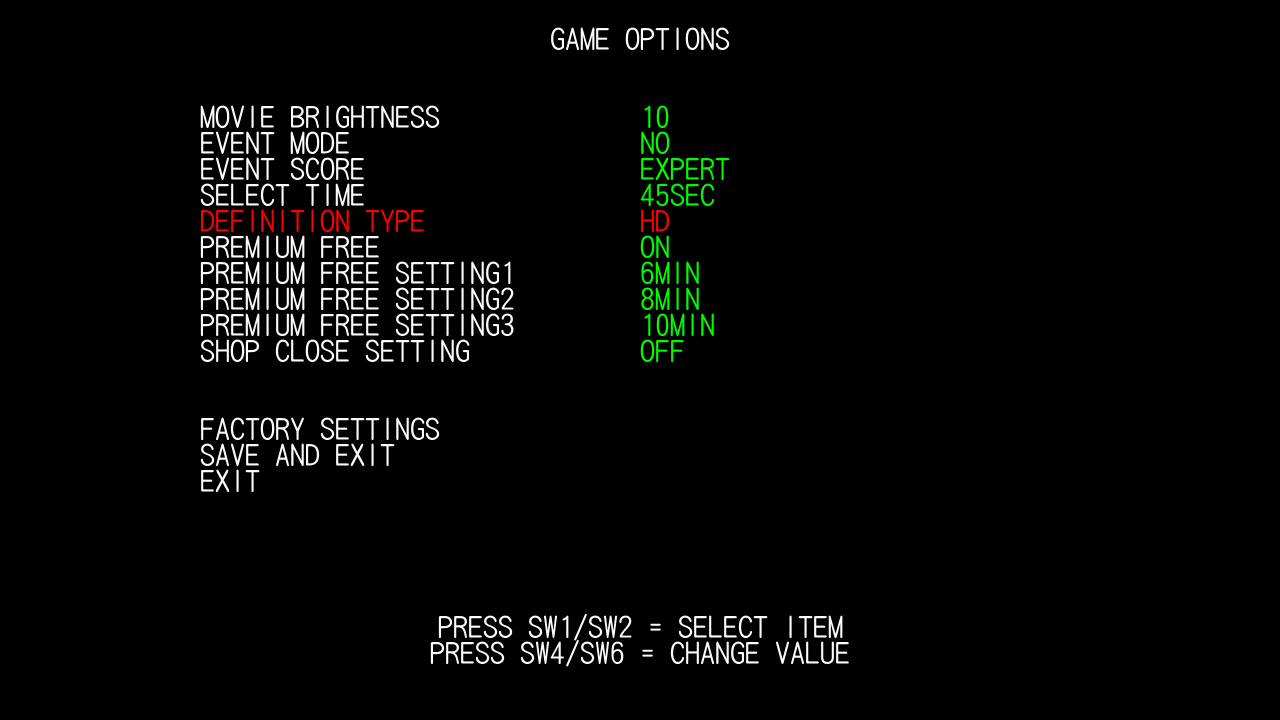 GAME OPTIONS
MOVIE BRIGHTNESS 10
EVENT MODE NO
EVENT SCORE EXPERT
SELECT TIME 45SEC
DEFINITION TYPE HD
PREMIUM FREE ON
PREMIUM FREE SETTING1 6MIN
PREMIUM FREE SETTING2 8MIN
PREMIUM FREE SETTING3 10MIN
SHOP CLOSE SETTING OFF
FACTORY SETTINGS
SAVE AND EXIT
EXIT
PRESS SW1/SW2 = SELECT ITEM
PRESS SW4/SW6 = CHANGE VALUE